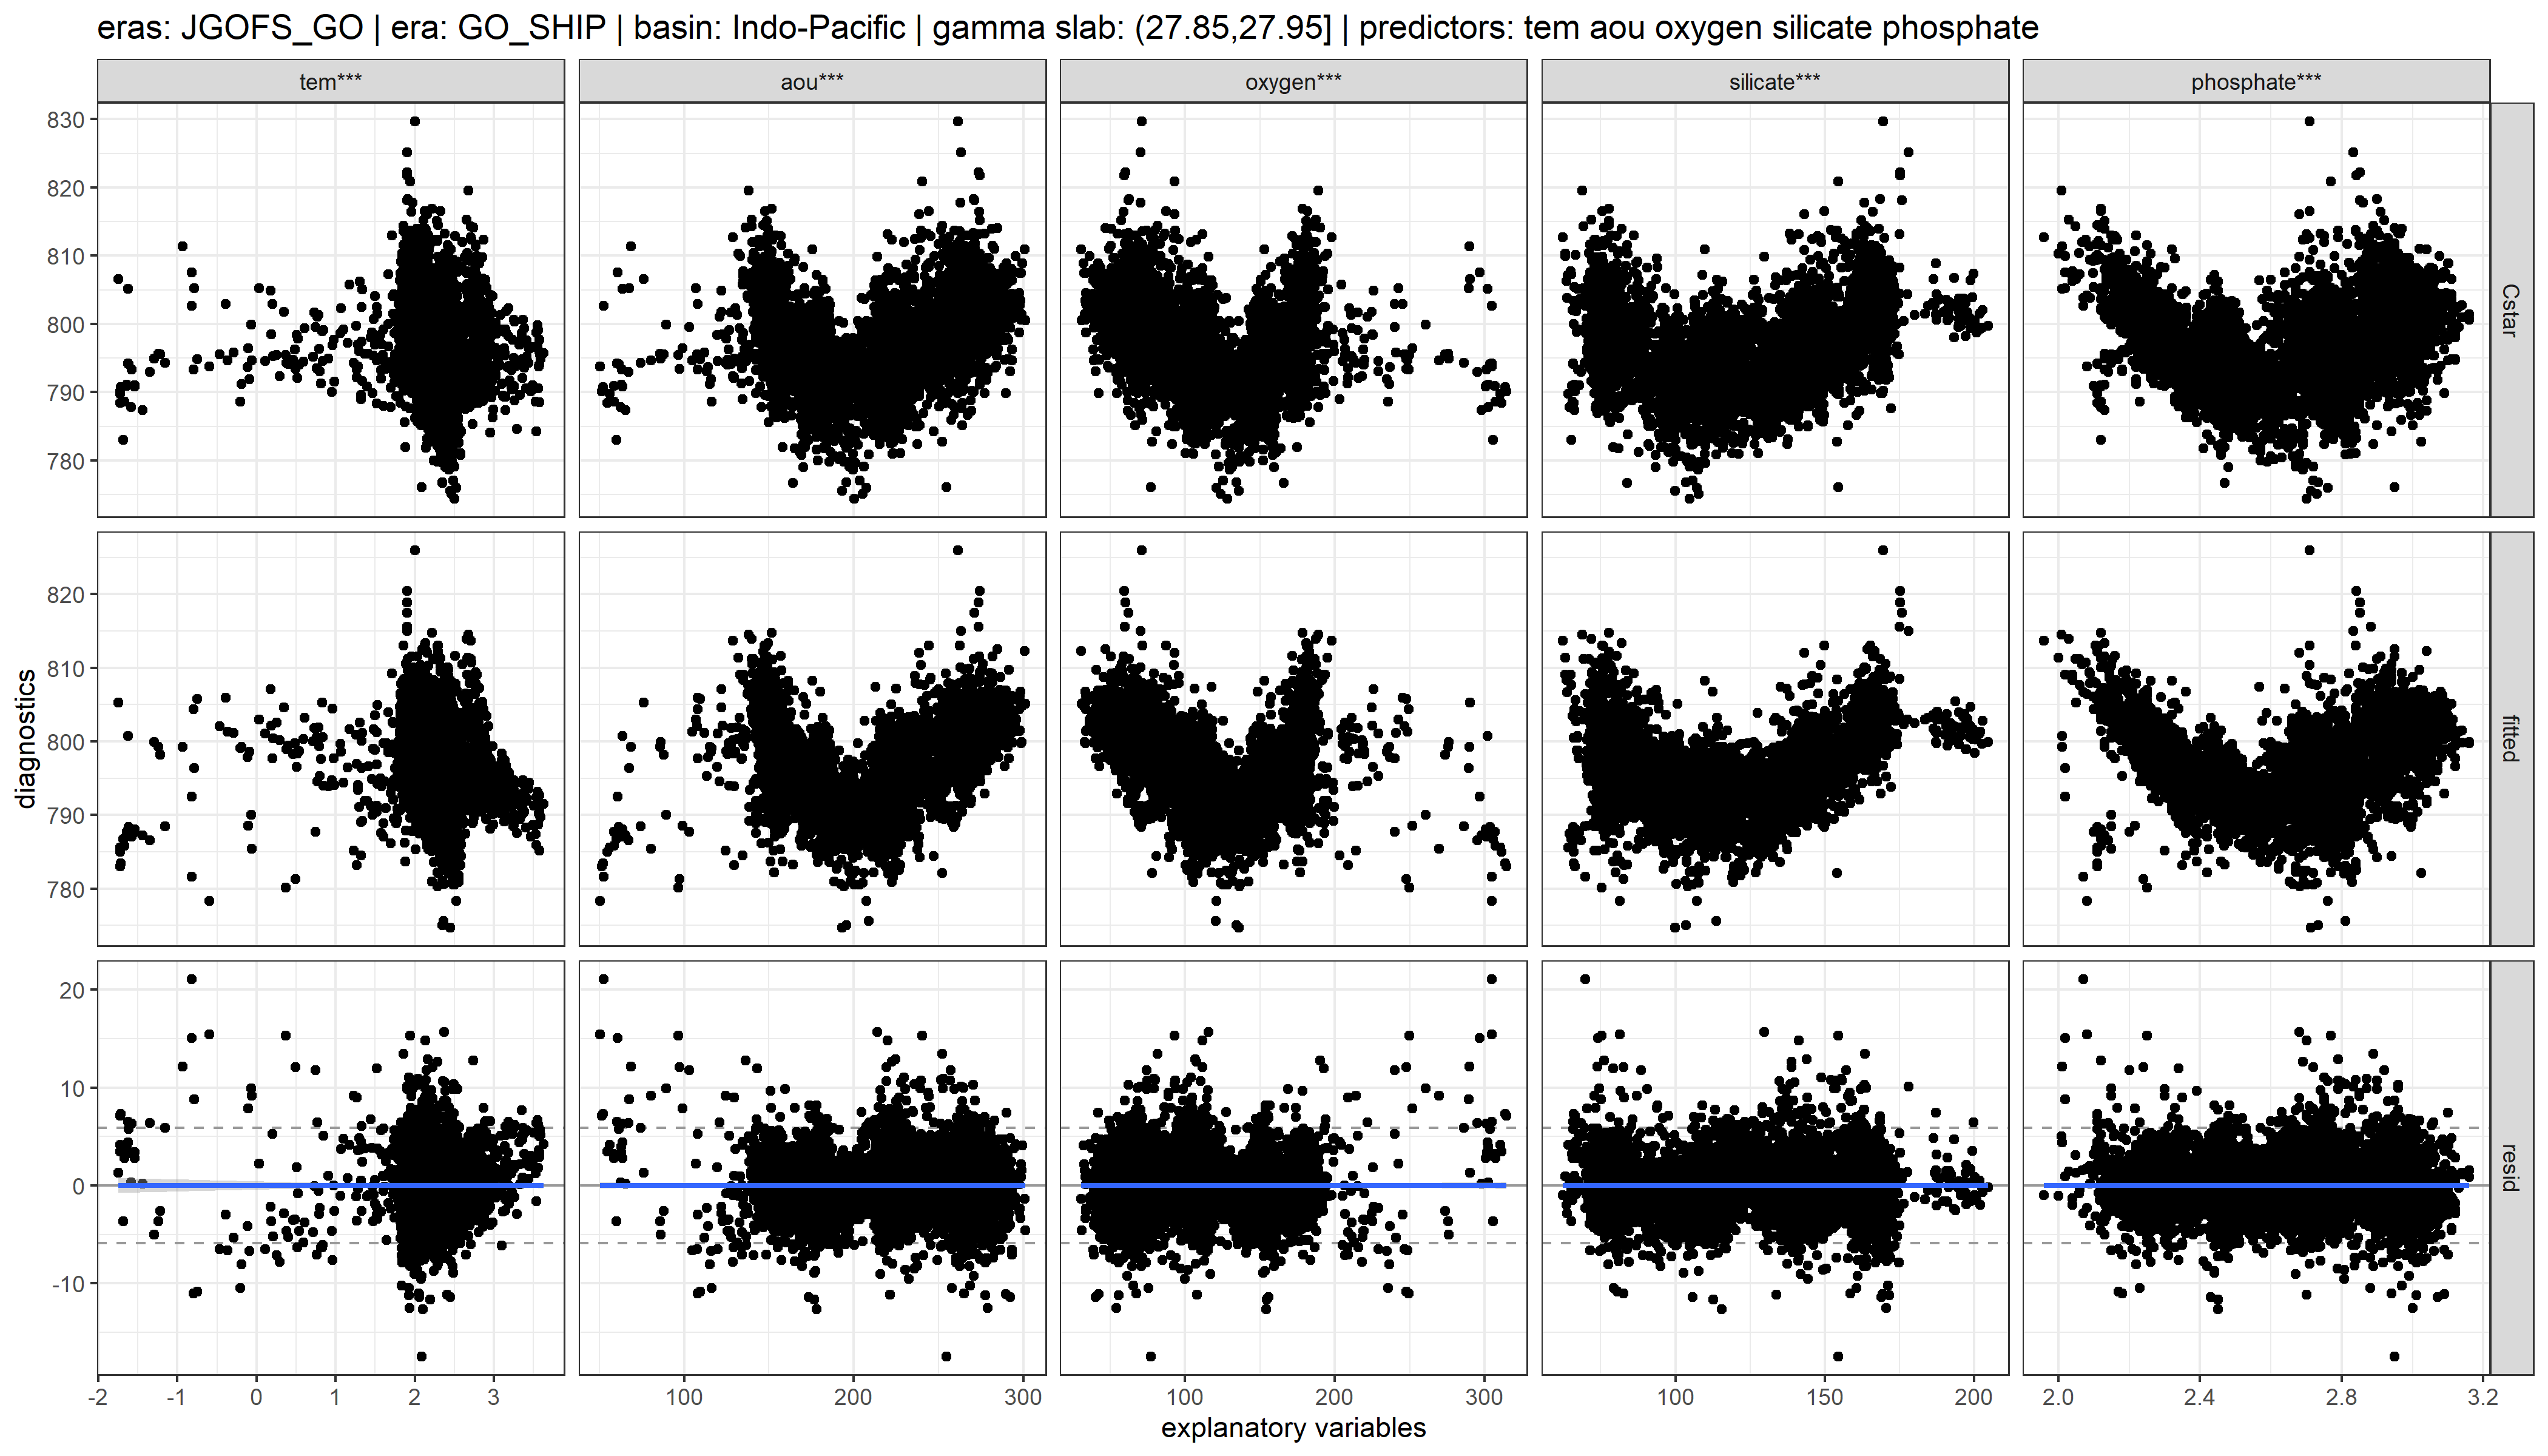 eras: JGOFS_GO | era: GO_SHIP | basin: Indo-Pacific | gamma slab: (27.85,27.95] | predictors: tem aou oxygen silicate phosphate
tem*** aou*** oxygen*** silicate*** phosphate***
830
820
810
800
790
780
Cstar
820
810
800
790
780
fitted
diagnostics
20
10
0
-10
resid
-2 -1 0 1 2 3 100 200 300 100 200 300 100 150 200 2.0 2.4 2.8 3.2
explanatory variables